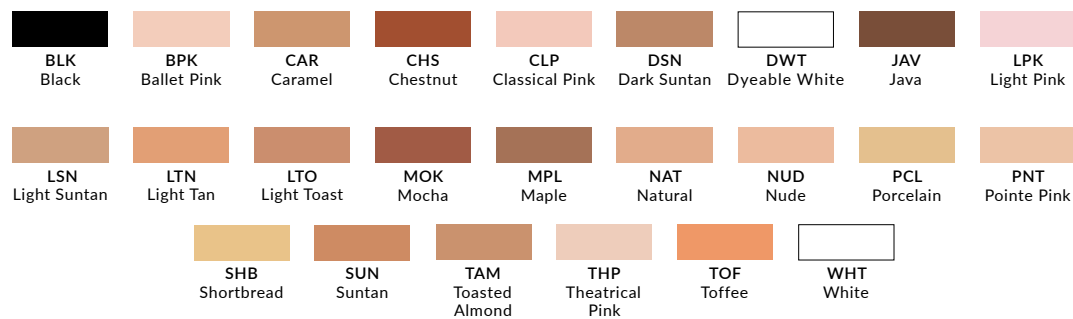 BLK BPK CAR CHS CLP DSN DWT JAV LPK
Black Ballet Pink Caramel Chestnut Classical Pink Dark Suntan Dyeable White Java Light Pink
LSN LTN LTO MOK MPL NAT NUD PCL PNT
Light Suntan Light Tan Light Toast Mocha Maple Natural Nude Porcelain Pointe Pink
SHB SUN TAM THP TOF WHT
Shortbread Suntan Toasted Theatrical Toffee White
Almond Pink